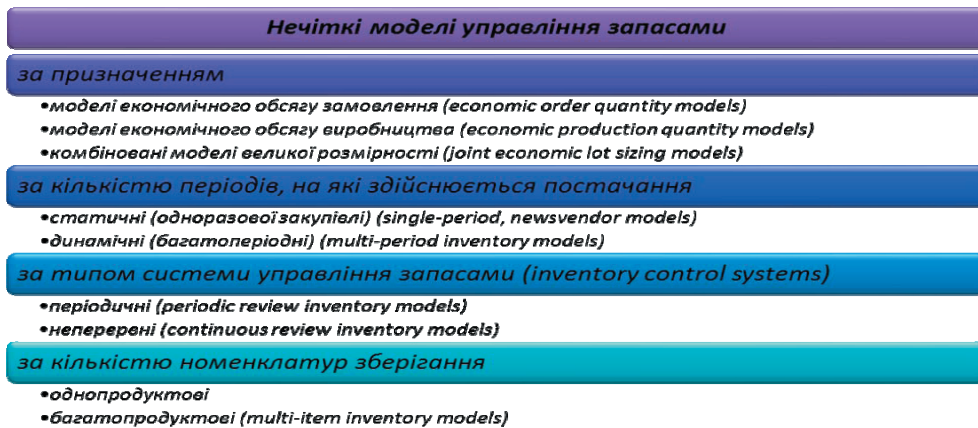 Нечіткі моделі управління запасами
за призначенням
•моделі економічного обсягу замовлення (economic order quantity models)
•моделі економічного обсягу виробництва (economic production quantity models)
•комбіновані моделі великої розмірності (joint economic lot sizing models)
за кількістю періодів, на які здійснюється постачання
•статичні (одноразової закупівлі) (single-period, newsvendor models)
•динамічні (багатоперіодні) (multi-period inventory models)
за типом системи управління запасами (inventory control systems)
•періодичні (periodic review inventory models)
•неперервні (continuous review inventory models)
за кількістю номенклатур зберігання
•однопродуктові
•багатопродуктові (multi-item inventory models)